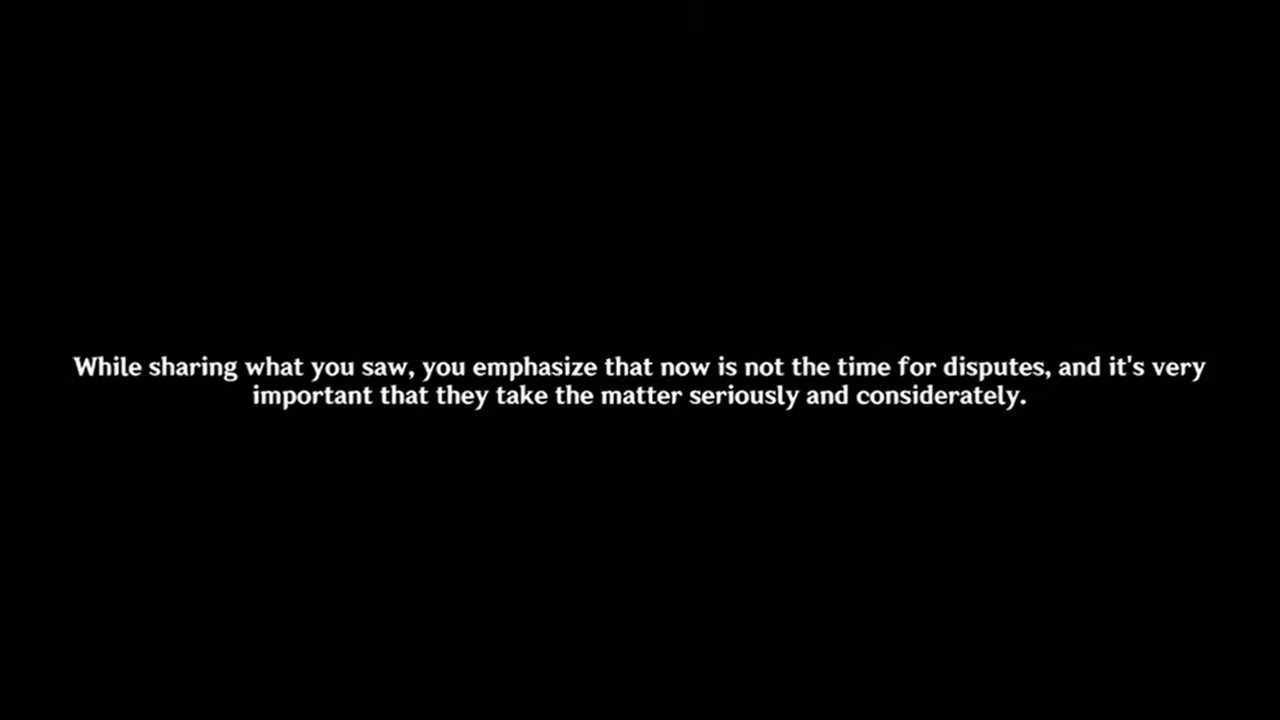 While sharing what you saw, you emphasize that now is not the time for disputes, and it's very
important that they take the matter seriously and considerately.